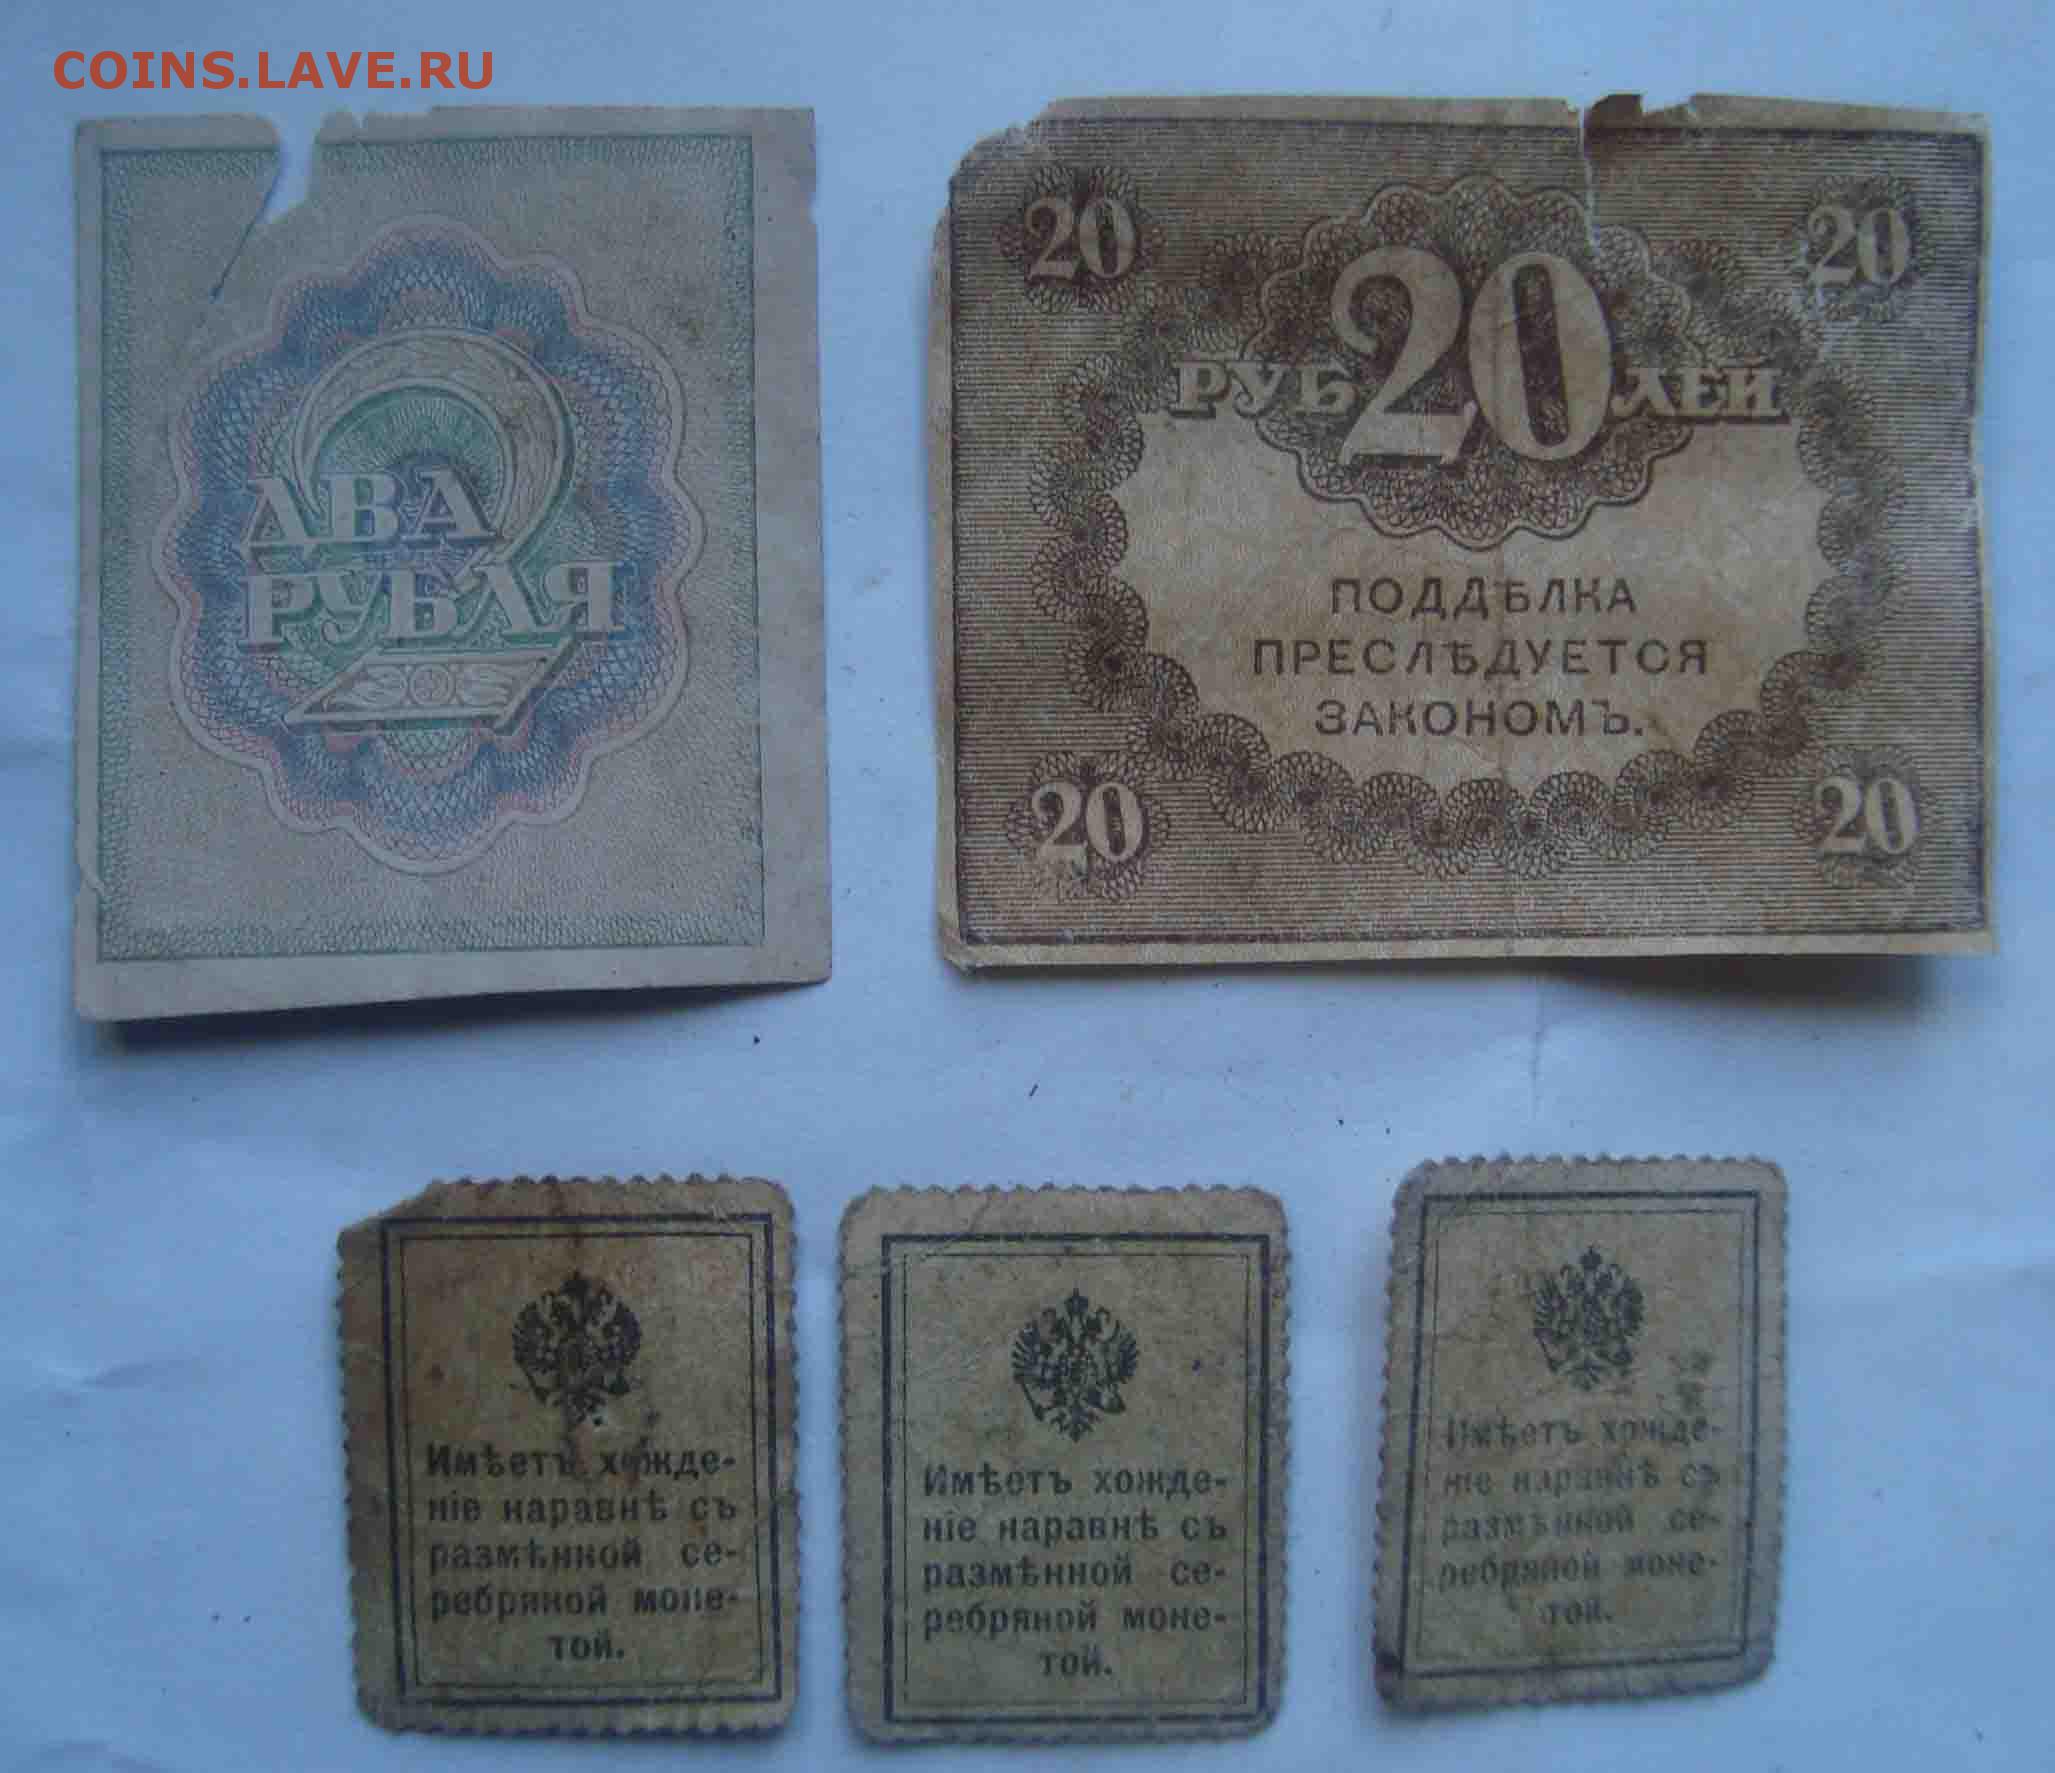 COINS.LAVE.RU
ДВА
РУБЛЯ
20 20
РУБ 20 ЛЕЙ
ПОДДѢЛКА
ПРЕСЛѢДУЕТСЯ
ЗАКОНОМЪ.
20 20
Имѣетъ хожде-
ніе наравнѣ съ
размѣнной се-
ребряной моне-
той.
Имѣетъ хожде-
ніе наравнѣ съ
размѣнной се-
ребряной моне-
той.
Имѣетъ хожде-
ніе наравнѣ съ
размѣнной се-
ребряной моне-
той.